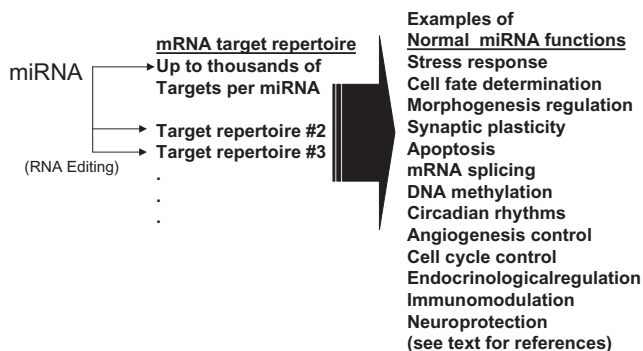 miRNA
(RNA Editing)
mRNA target repertoire
Up to thousands of
Targets per miRNA
Target repertoire #2
Target repertoire #3
.
.
.
Examples of
Normal miRNA functions
Stress response
Cell fate determination
Morphogenesis regulation
Synaptic plasticity
Apoptosis
mRNA splicing
DNA methylation
Circadian rhythms
Angiogenesis control
Cell cycle control
Endocrinologicalregulation
Immunomodulation
Neuroprotection
(see text for references)